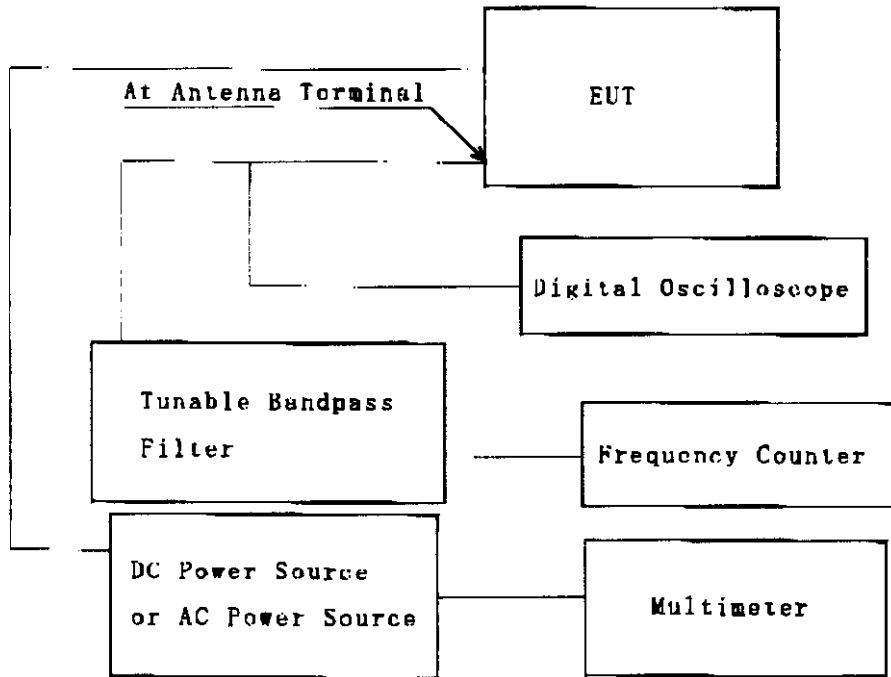 EUT
At Antenna Terminal
Digital Oscilloscope
Tunable Bandpass
Filter
Frequency Counter
DC Power Source
or AC Power Source
Multimeter